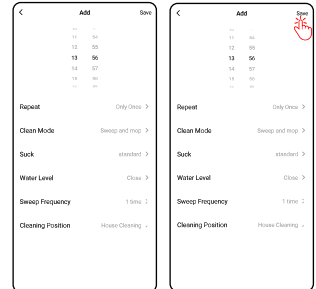 Add Save
11 54
12 55
13 56
14 57
15 58
Repeat Only Once
Clean Mode Sweep and mop
Suck standard
Water Level Close
Sweep Frequency 1 time
Cleaning Position House Cleaning
Add Save
11 54
12 55
13 56
14 57
15 58
Repeat Only Once
Clean Mode Sweep and mop
Suck standard
Water Level Close
Sweep Frequency 1 time
Cleaning Position House Cleaning